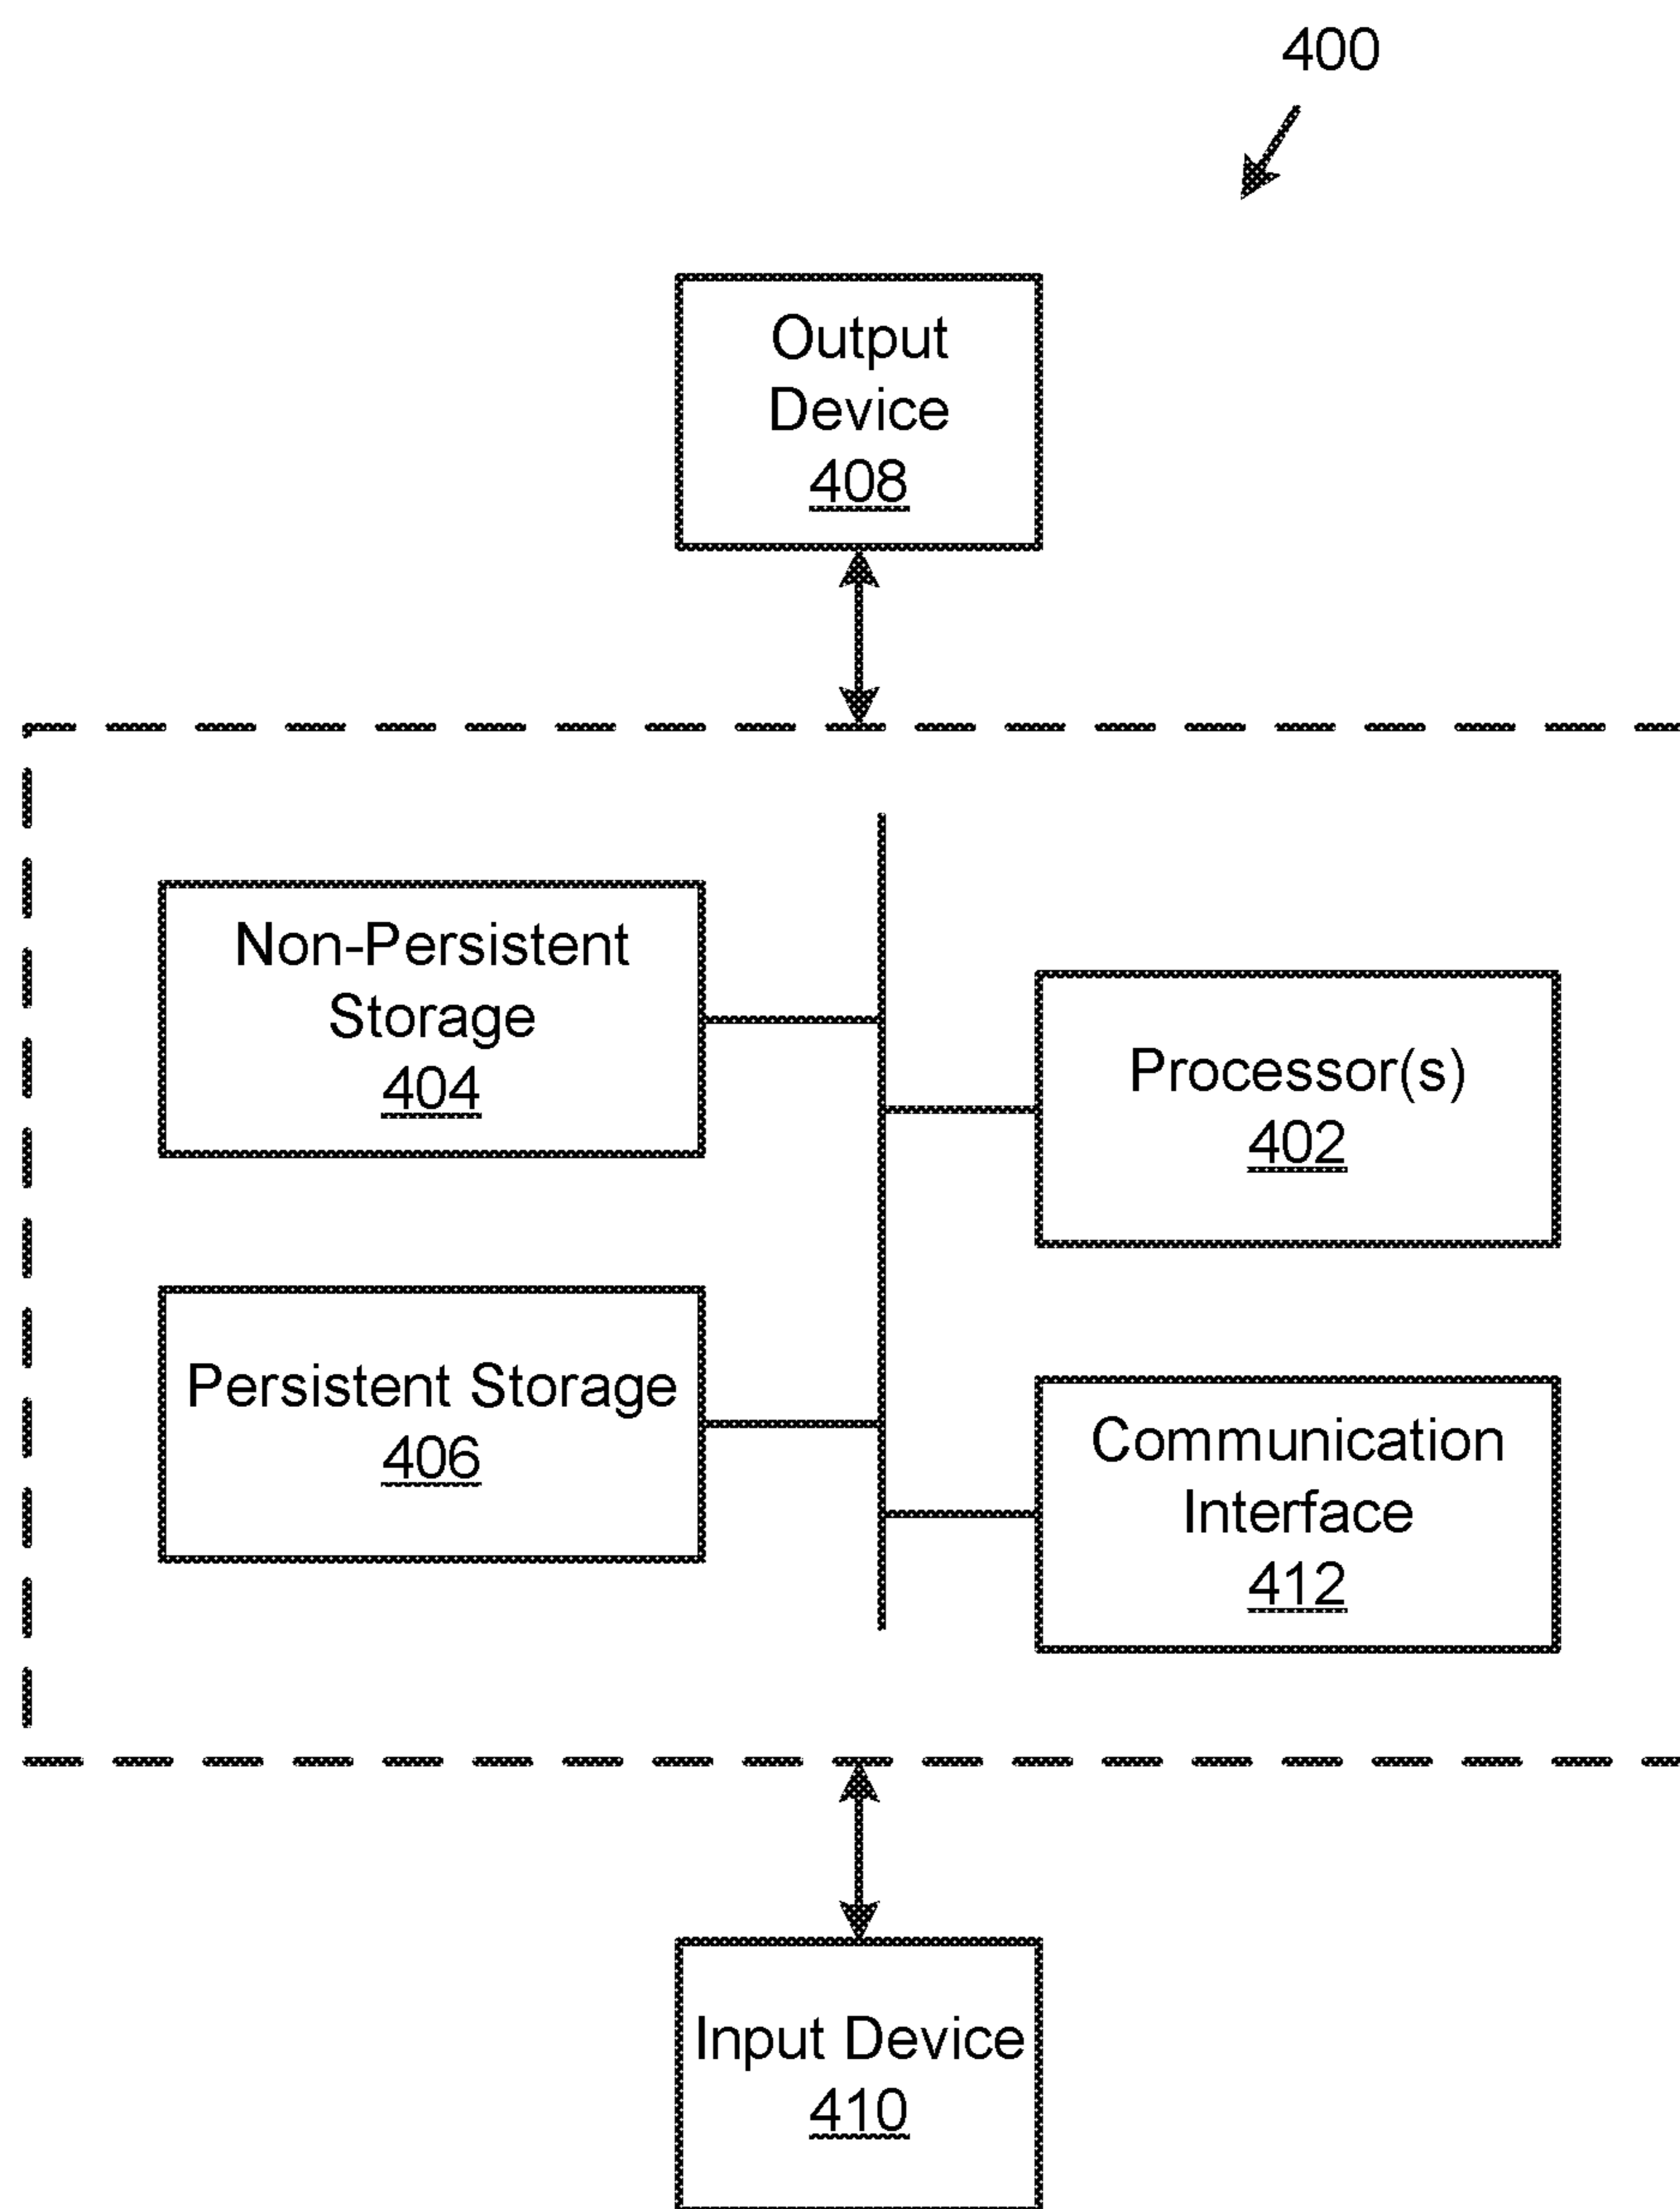 400
Output
Device
408
Non-Persistent
Storage
404
Processor(s)
402
Persistent Storage
406
Communication
Interface
412
Input Device
410